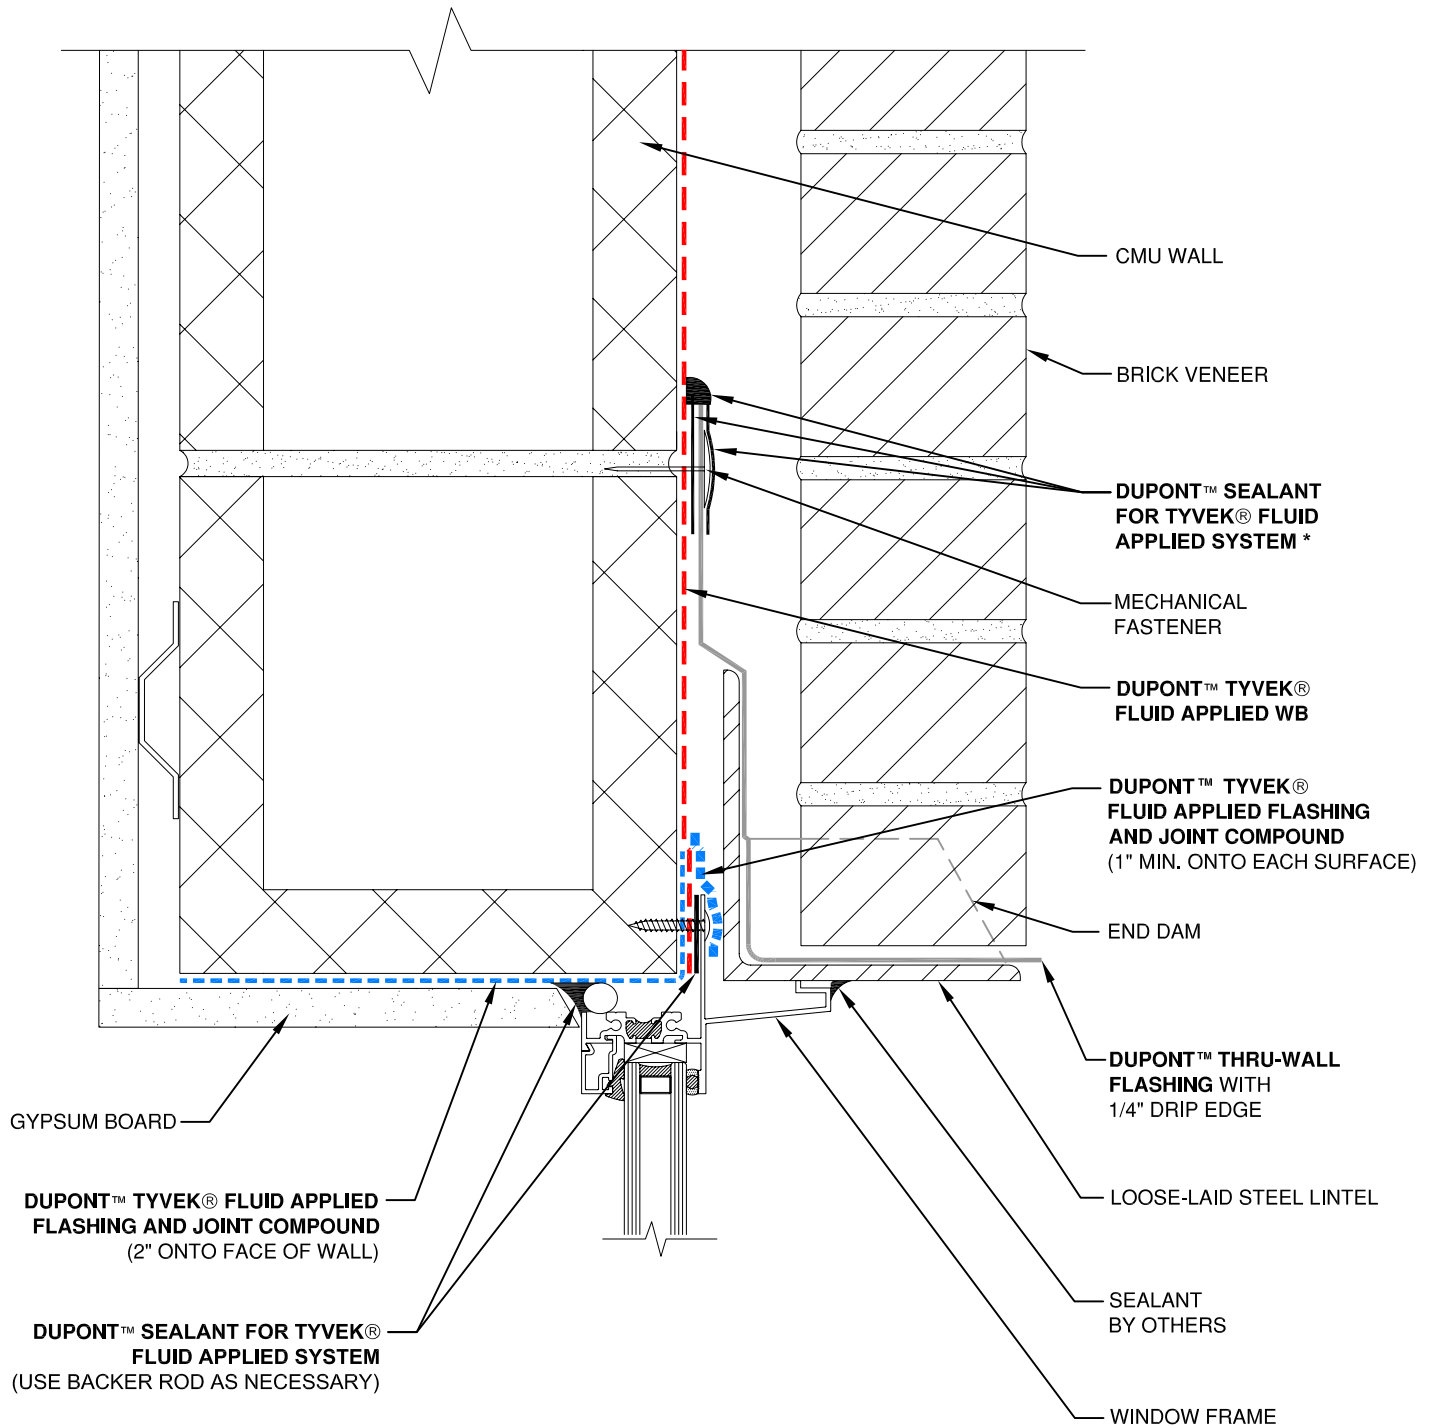 CMU WALL
BRICK VENEER
DUPONT™ SEALANT
FOR TYVEK® FLUID
APPLIED SYSTEM *
MECHANICAL
FASTENER
DUPONT™ TYVEK®
FLUID APPLIED WB
DUPONT™ TYVEK®
FLUID APPLIED FLASHING
AND JOINT COMPOUND
(1" MIN. ONTO EACH SURFACE)
END DAM
DUPONT™ THRU-WALL
FLASHING WITH
1/4" DRIP EDGE
LOOSE-LAID STEEL LINTEL
SEALANT
BY OTHERS
WINDOW FRAME
GYPSUM BOARD
DUPONT™ TYVEK® FLUID APPLIED
FLASHING AND JOINT COMPOUND
(2" ONTO FACE OF WALL)
DUPONT™ SEALANT FOR TYVEK®
FLUID APPLIED SYSTEM
(USE BACKER ROD AS NECESSARY)